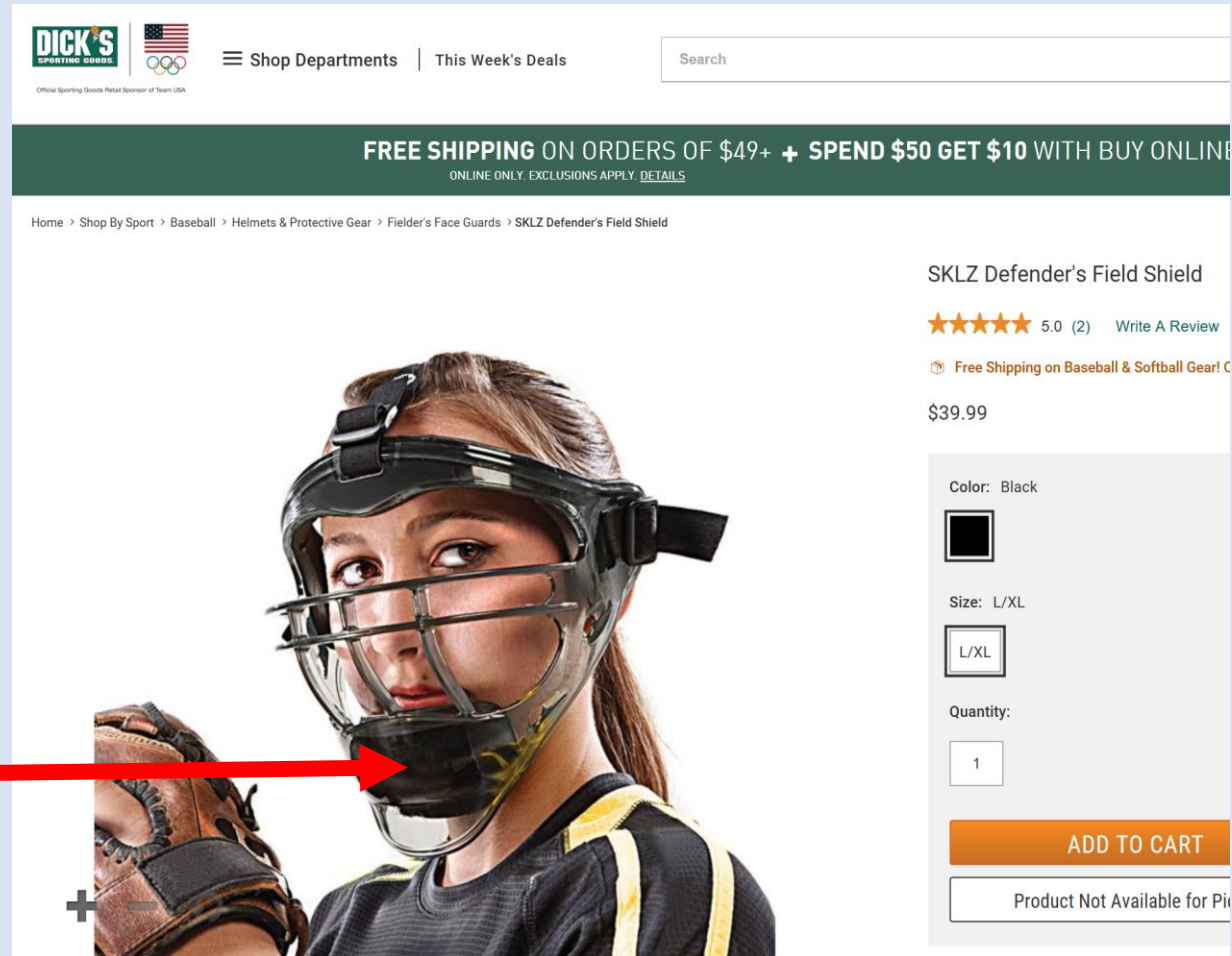 DICK'S
SPORTING GOODS
Official Sporting Goods Retail Sponsor of Team USA
Shop Departments
This Week's Deals
Search
FREE SHIPPING ON ORDERS OF $49+ + SPEND $50 GET $10 WITH BUY ONLINE
ONLINE ONLY. EXCLUSIONS APPLY. DETAILS
Home > Shop By Sport > Baseball > Helmets & Protective Gear > Fielder's Face Guards > SKLZ Defender's Field Shield
SKLZ Defender's Field Shield
5.0 (2) Write A Review
Free Shipping on Baseball & Softball Gear!
$39.99
Color: Black
Size: L/XL
L/XL
Quantity:
1
ADD TO CART
Product Not Available for